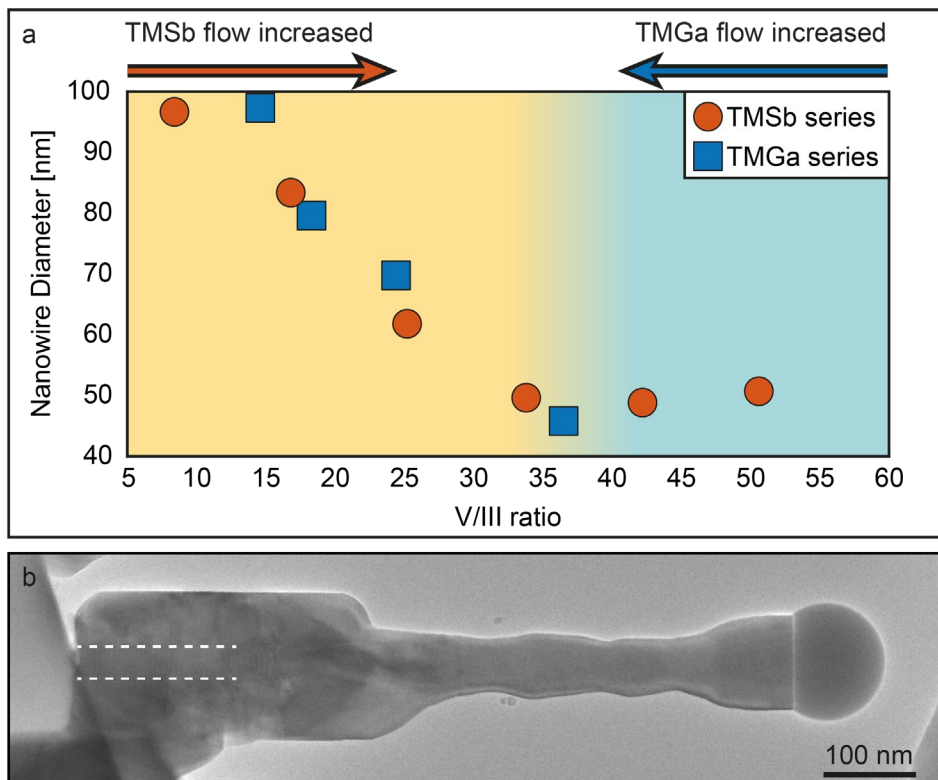 a
TMSb flow increased
TMGa flow increased
100
90
80
70
60
50
40
Nanowire Diameter [nm]
TMSb series
TMGa series
5 10 15 20 25 30 35 40 45 50 55 60
V/III ratio
b
100 nm